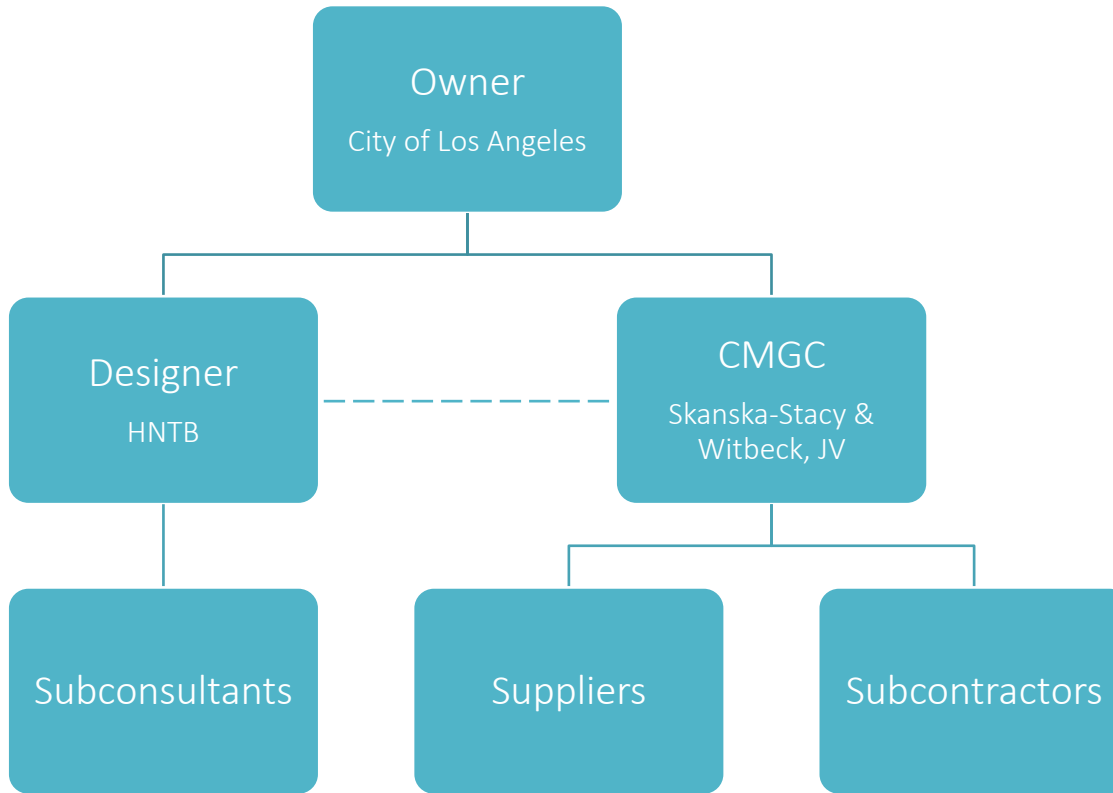 Owner
City of Los Angeles
Designer
HNTB
CMGC
Skanska-Stacy &
Witbeck, JV
Subconsultants
Suppliers
Subcontractors